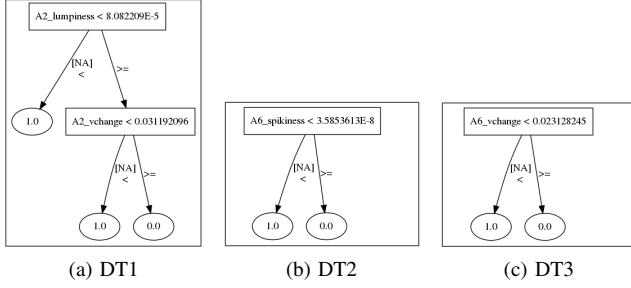 A2_lumpiness < 8.082209E-5
[NA]
<
>=
1.0
A2_vchange < 0.031192096
[NA]
<
>=
1.0
0.0
(a) DT1
A6_spikiness < 3.5853613E-8
[NA]
<
>=
1.0
0.0
(b) DT2
A6_vchange < 0.023128245
[NA]
<
>=
1.0
0.0
(c) DT3